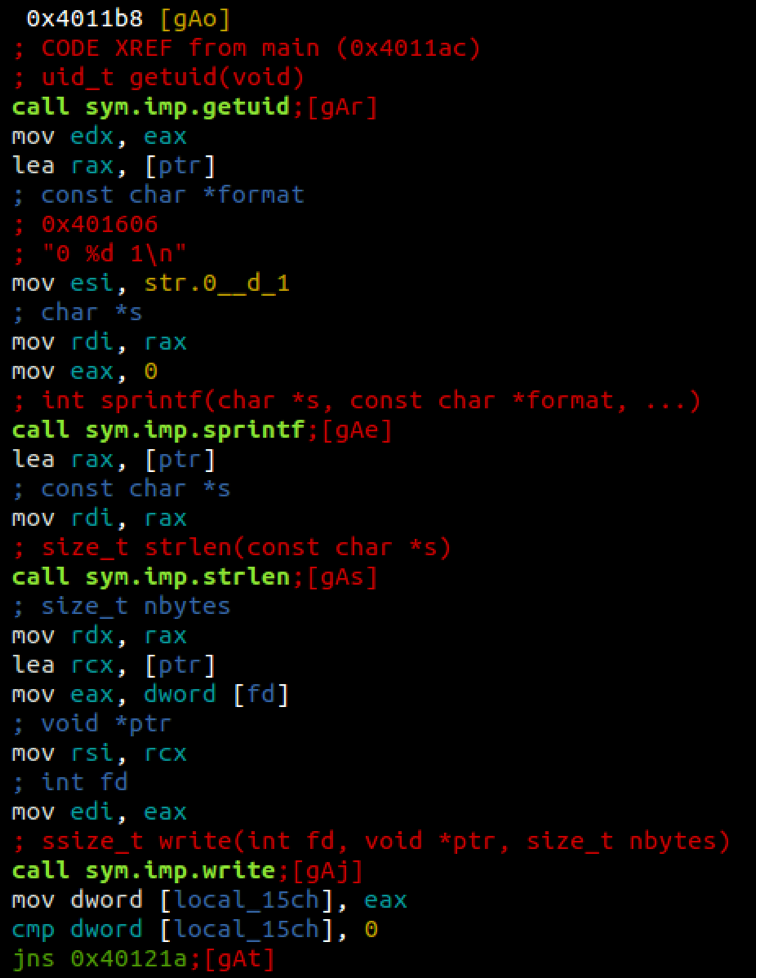 0x4011b8 [gAo]
; CODE XREF from main (0x4011ac)
; uid_t getuid(void)
call sym.imp.getuid;[gAr]
mov edx, eax
lea rax, [ptr]
; const char *format
; 0x401606
; "0 %d 1\n"
mov esi, str.0__d_1
; char *s
mov rdi, rax
mov eax, 0
; int sprintf(char *s, const char *format, ...)
call sym.imp.sprintf;[gAe]
lea rax, [ptr]
; const char *s
mov rdi, rax
; size_t strlen(const char *s)
call sym.imp.strlen;[gAs]
; size_t nbytes
mov rdx, rax
lea rcx, [ptr]
mov eax, dword [fd]
; void *ptr
mov rsi, rcx
; int fd
mov edi, eax
; ssize_t write(int fd, void *ptr, size_t nbytes)
call sym.imp.write;[gAj]
mov dword [local_15ch], eax
cmp dword [local_15ch], 0
jns 0x40121a;[gAt]